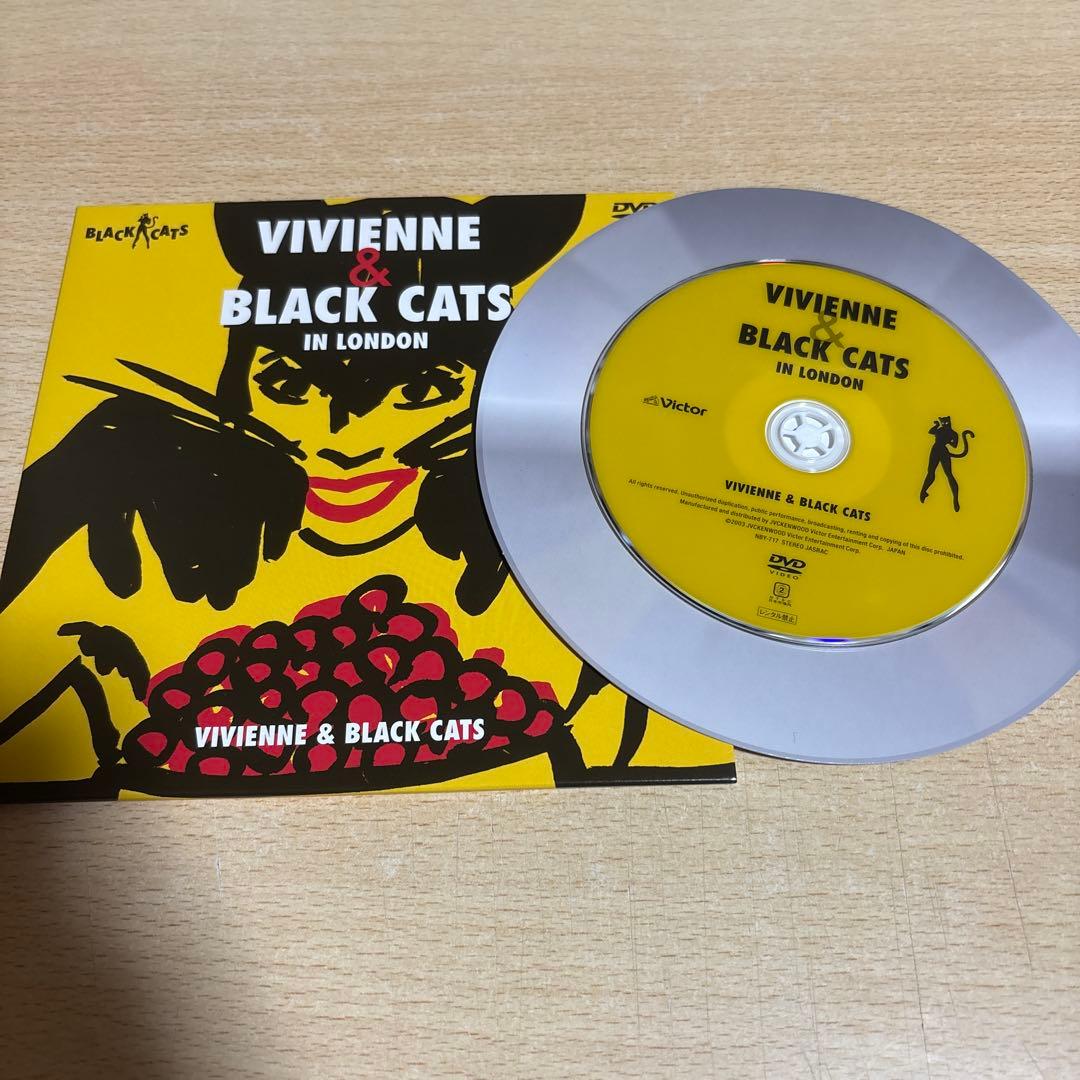 BLACK CATS
DVD
VIVIENNE
&
BLACK CATS
IN LONDON
VIVIENNE & BLACK CATS
VIVIENNE
&
BLACK CATS
IN LONDON
Victor
VIVIENNE & BLACK CATS
All rights reserved. Unauthorized duplication, public performance, broadcasting, renting and copying of this disc prohibited.
Manufactured and distributed by JVCKENWOOD Victor Entertainment Corp. JAPAN
©2003 JVCKENWOOD Victor Entertainment Corp.
NBY-717 STEREO JASRAC
DVD
VIDEO
2
レンタル禁止